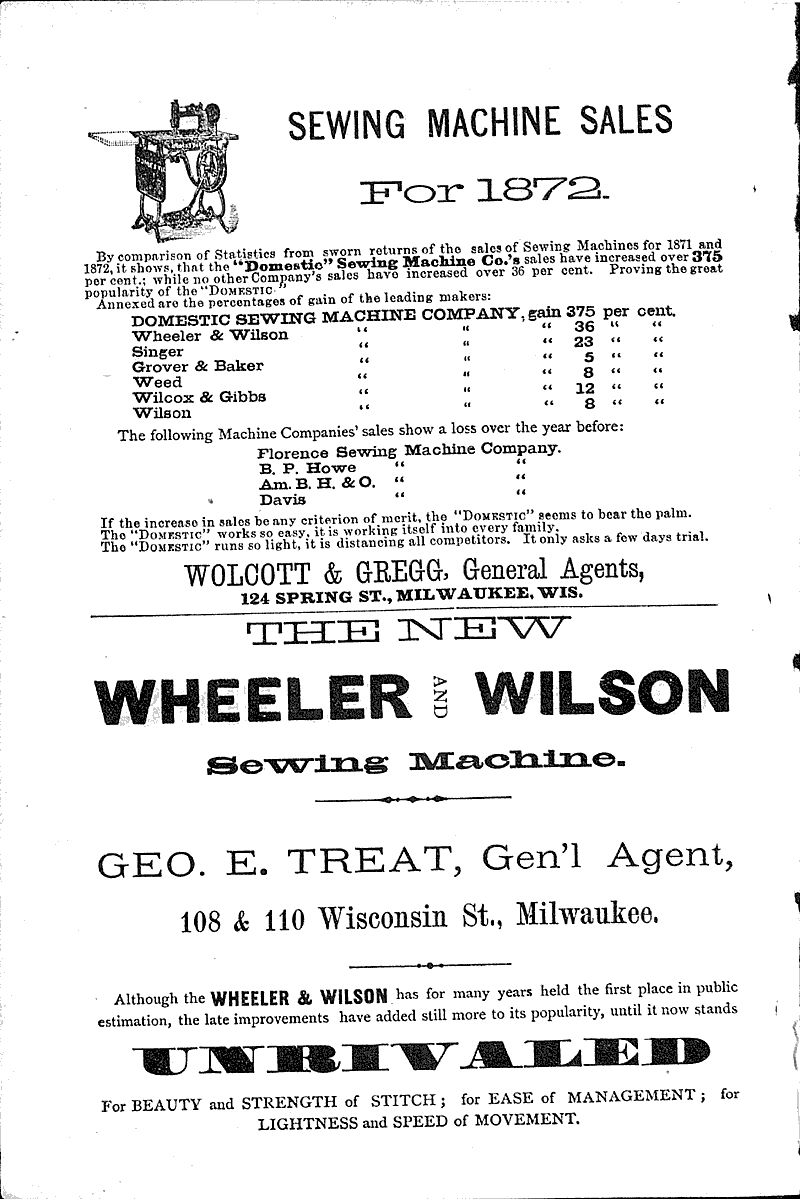 SEWING MACHINE SALES
For 1872.
By comparison of Statistics from sworn returns of the sales of Sewing Machines for 1871 and
1872, it shows, that the "Domestic" Sewing Machine Co.'s sales have increased over 375
per cent.; while no other Company's sales have increased over 36 per cent. Proving the great
popularity of the "DOMESTIC."
Annexed are the percentages of gain of the leading makers:
DOMESTIC SEWING MACHINE COMPANY, gain 375 per cent.
Wheeler & Wilson " " " 36 " "
Singer " " " 23 " "
Grover & Baker " " " 5 " "
Weed " " " 8 " "
Wilcox & Gibbs " " " 12 " "
Wilson " " " 8 " "
The following Machine Companies' sales show a loss over the year before:
Florence Sewing Machine Company.
B. P. Howe " "
Am. B. H. & O. " "
Davis " "
If the increase in sales be any criterion of merit, the "DOMESTIC" seems to bear the palm.
The "DOMESTIC" works so easy, it is working itself into every family.
The "DOMESTIC" runs so light, it is distancing all competitors. It only asks a few days trial.
WOLCOTT & GREGG, General Agents,
124 SPRING ST., MILWAUKEE, WIS.
THE NEW
WHEELER AND WILSON
Sewing Machine.
GEO. E. TREAT, Gen'l Agent,
108 & 110 Wisconsin St., Milwaukee.
Although the WHEELER & WILSON has for many years held the first place in public
estimation, the late improvements have added still more to its popularity, until it now stands
UNRIVALED
For BEAUTY and STRENGTH of STITCH; for EASE of MANAGEMENT; for
LIGHTNESS and SPEED of MOVEMENT.